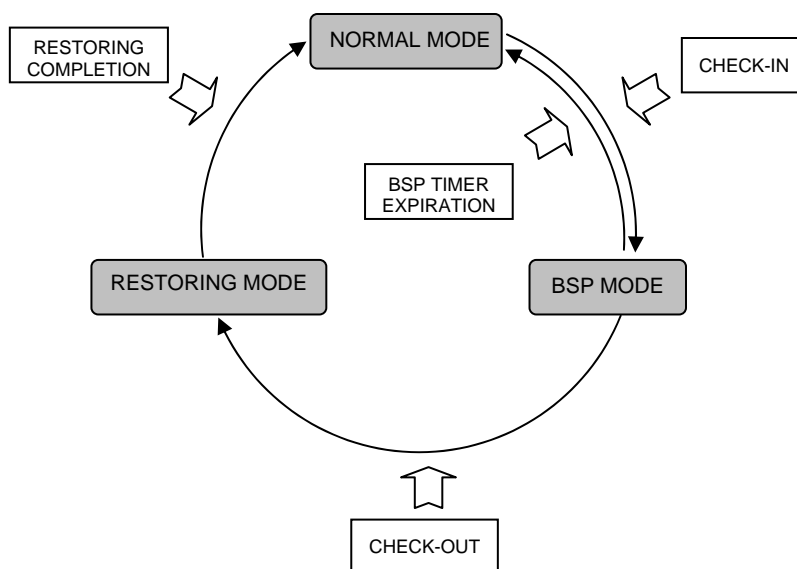 RESTORING
COMPLETION
NORMAL MODE
CHECK-IN
BSP TIMER
EXPIRATION
RESTORING MODE
BSP MODE
CHECK-OUT